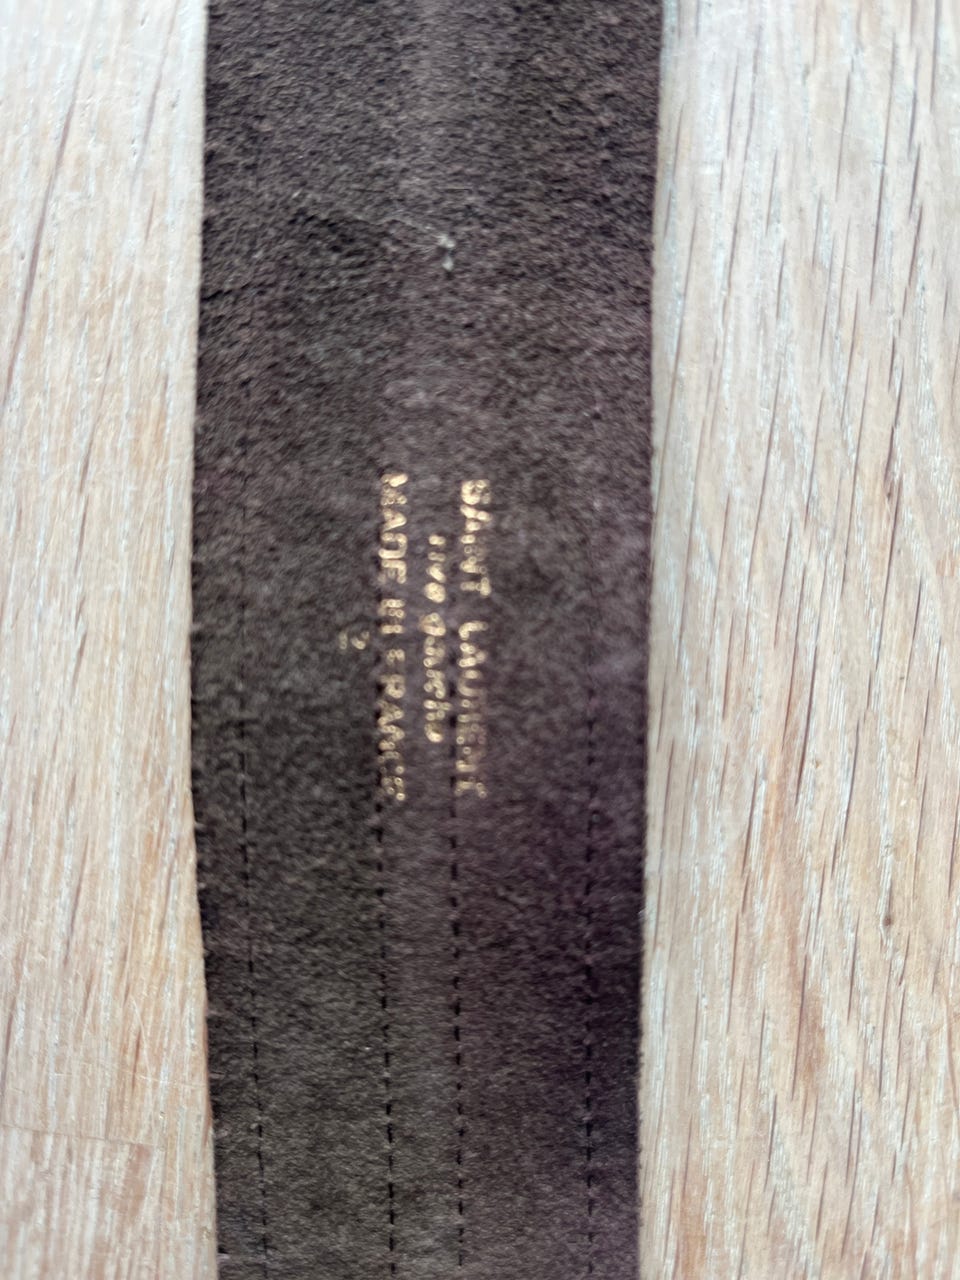 SAINT LAURENT
rive gauche
MADE IN FRANCE